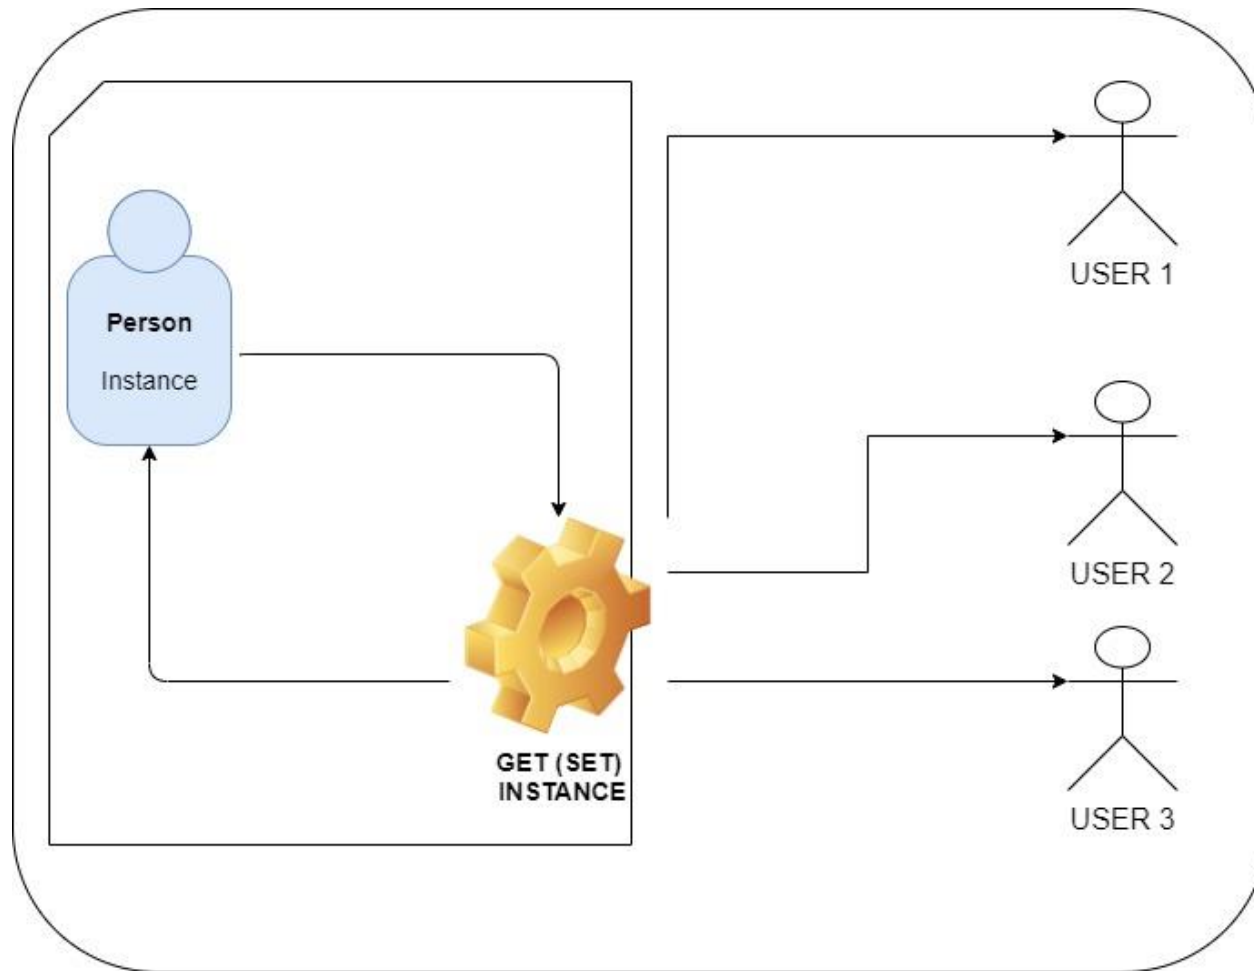 Person
Instance
GET (SET)
INSTANCE
USER 1
USER 2
USER 3